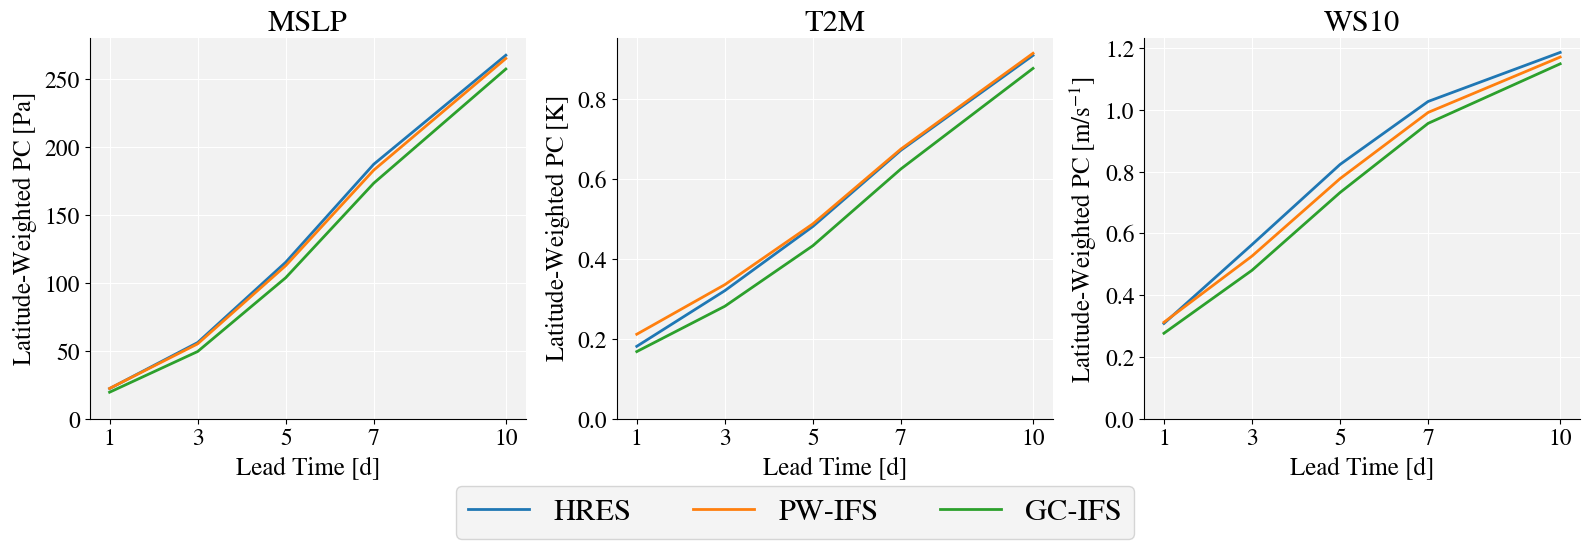 MSLP
Latitude-Weighted PC [Pa]
250
200
150
100
50
0
1 3 5 7 10
Lead Time [d]
T2M
Latitude-Weighted PC [K]
0.8
0.6
0.4
0.2
0.0
1 3 5 7 10
Lead Time [d]
WS10
Latitude-Weighted PC [m/s⁻¹]
1.2
1.0
0.8
0.6
0.4
0.2
0.0
1 3 5 7 10
Lead Time [d]
HRES PW-IFS GC-IFS